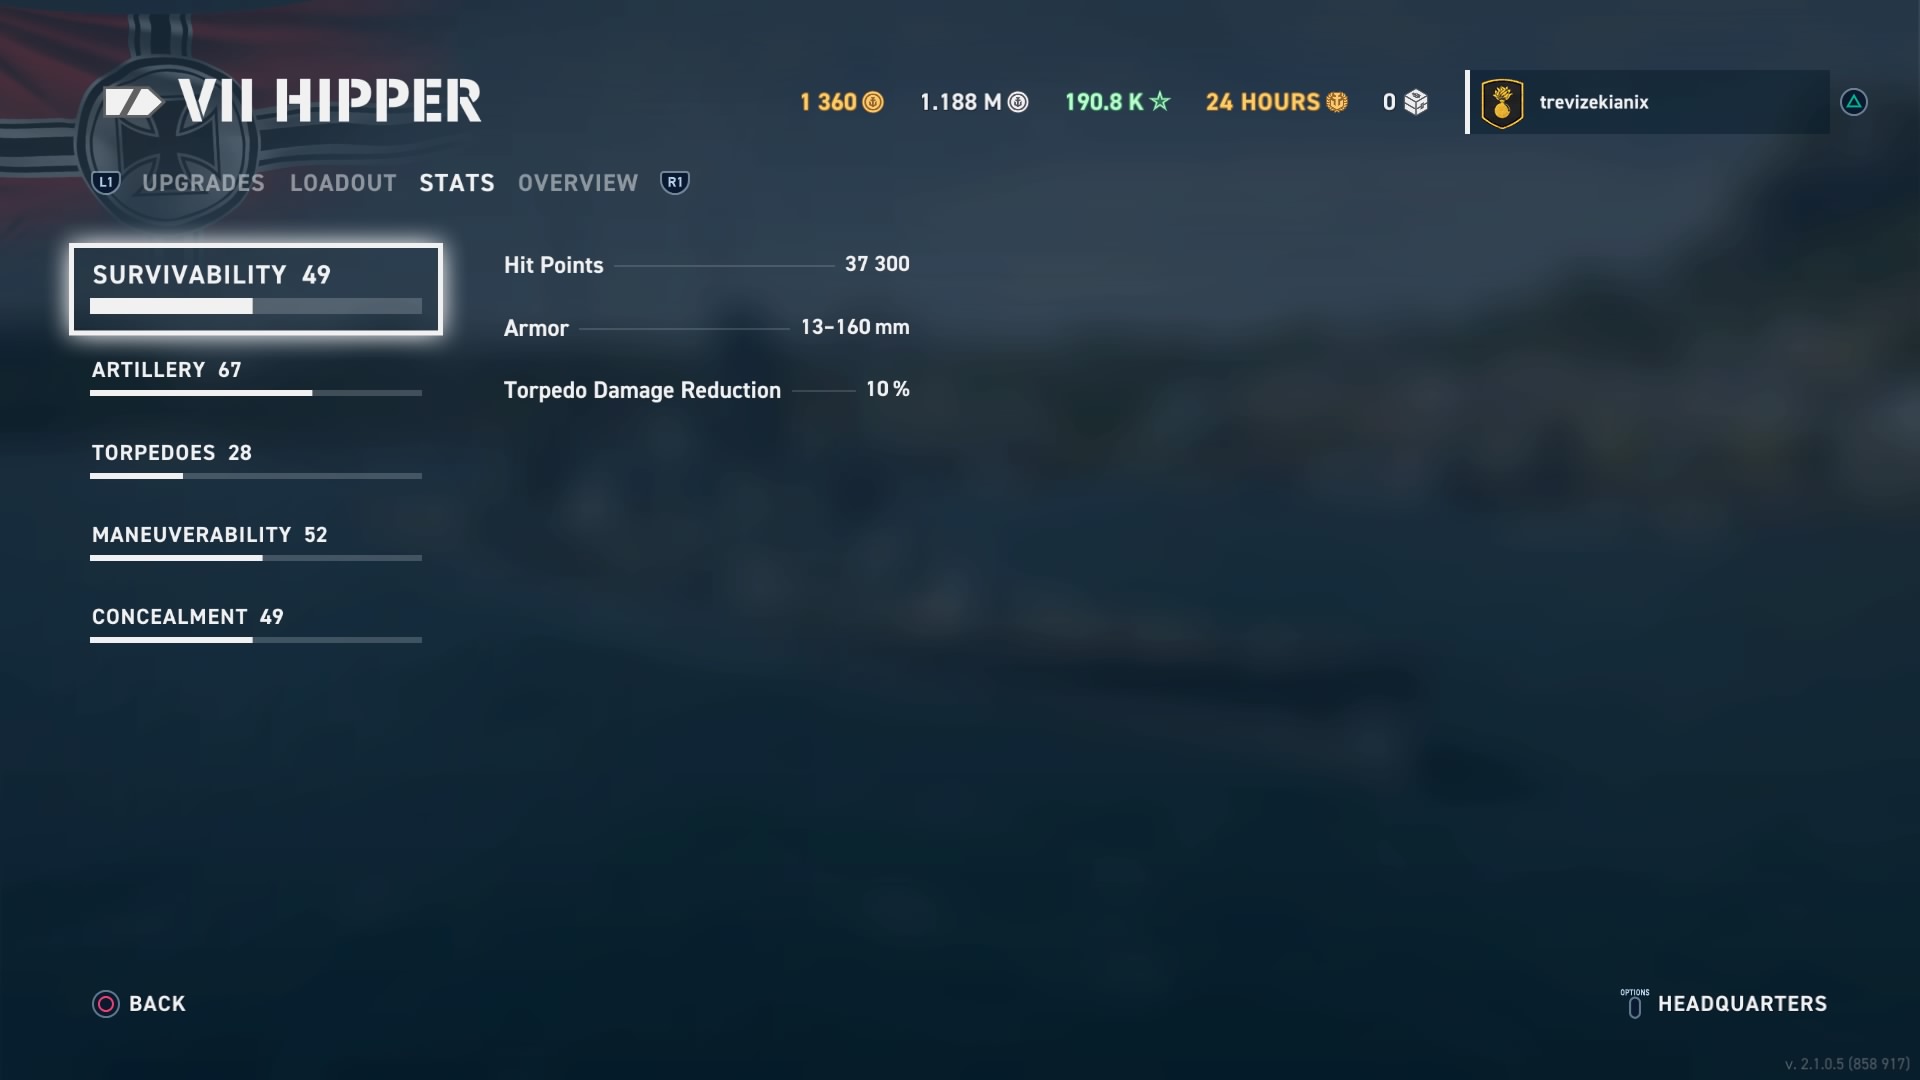 VII HIPPER
1 360
1.188 M
190.8 K
24 HOURS
0
trevizekianix
L1 UPGRADES LOADOUT STATS OVERVIEW R1
SURVIVABILITY 49
Hit Points 37 300
Armor 13–160 mm
Torpedo Damage Reduction 10 %
ARTILLERY 67
TORPEDOES 28
MANEUVERABILITY 52
CONCEALMENT 49
BACK
OPTIONS
HEADQUARTERS
v. 2.1.0.5 (858 917)